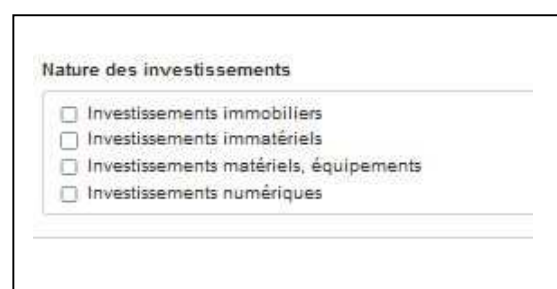 Nature des investissements
Investissements immobiliers
Investissements immatériels
Investissements matériels, équipements
Investissements numériques